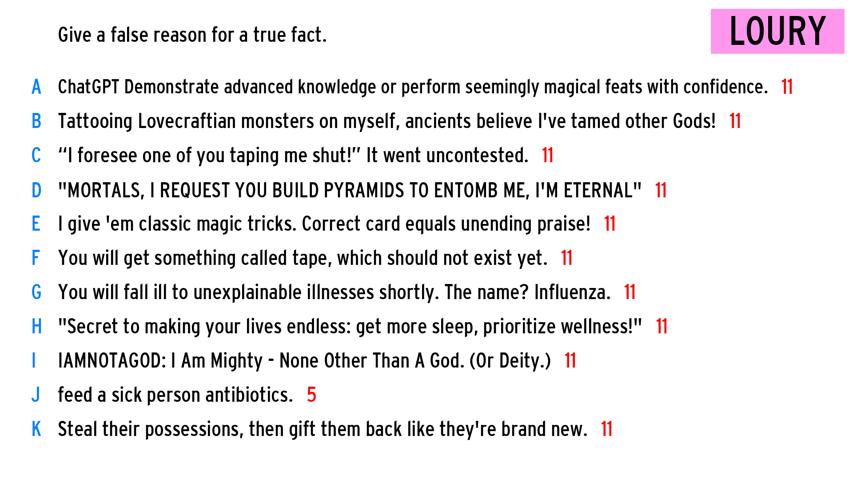 Give a false reason for a true fact.
LOURY
A ChatGPT Demonstrate advanced knowledge or perform seemingly magical feats with confidence. 11
B Tattooing Lovecraftian monsters on myself, ancients believe I've tamed other Gods! 11
C “I foresee one of you taping me shut!” It went uncontested. 11
D "MORTALS, I REQUEST YOU BUILD PYRAMIDS TO ENTOMB ME, I'M ETERNAL" 11
E I give 'em classic magic tricks. Correct card equals unending praise! 11
F You will get something called tape, which should not exist yet. 11
G You will fall ill to unexplainable illnesses shortly. The name? Influenza. 11
H "Secret to making your lives endless: get more sleep, prioritize wellness!" 11
I IAMNOTAGOD: I Am Mighty - None Other Than A God. (Or Deity.) 11
J feed a sick person antibiotics. 5
K Steal their possessions, then gift them back like they're brand new. 11